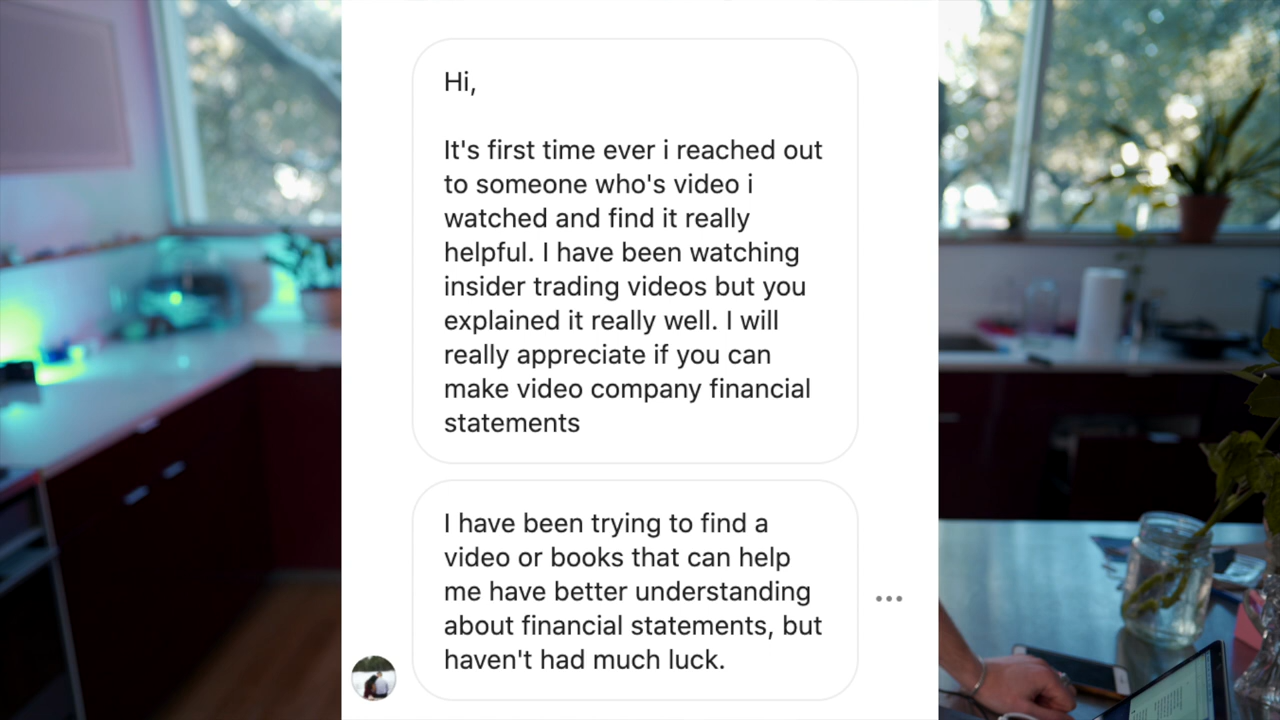 Hi,
It's first time ever i reached out
to someone who's video i
watched and find it really
helpful. I have been watching
insider trading videos but you
explained it really well. I will
really appreciate if you can
make video company financial
statements
I have been trying to find a
video or books that can help
me have better understanding
about financial statements, but
haven't had much luck.